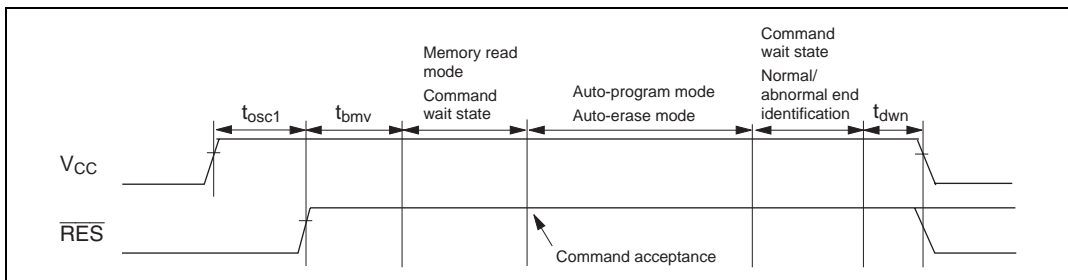 Memory read
mode
Command
wait state
Auto-program mode
Auto-erase mode
Command
wait state
Normal/
abnormal end
identification
tosc1
tbmv
tdwn
VCC
RES
Command acceptance